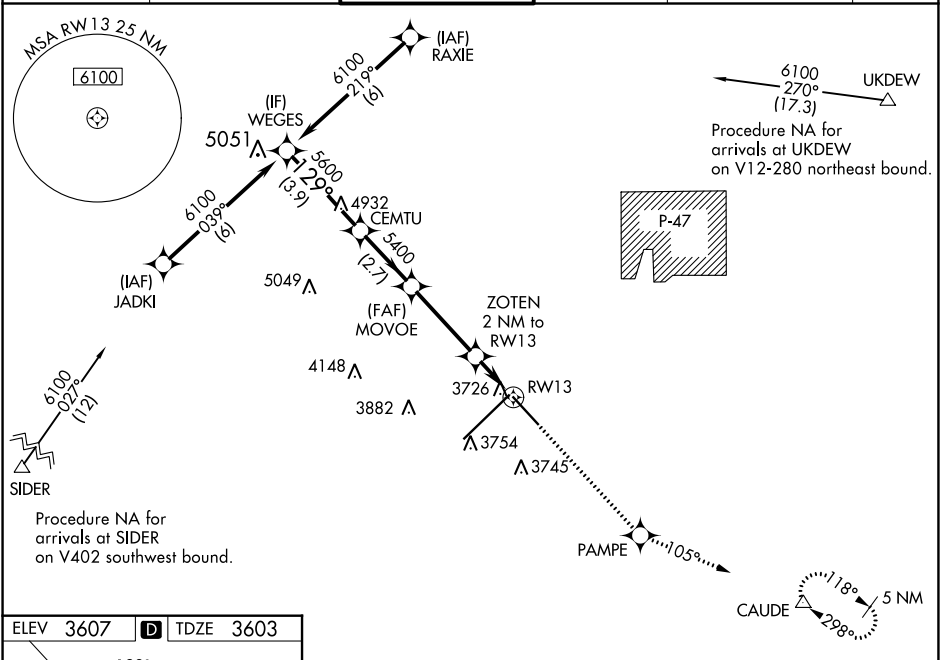 MSA RW13 25 NM
6100
(IAF)
RAXIE
6100
219°
(6)
(IF)
WEGES
5051
6100
270°
(17.3)
UKDEW
Procedure NA for
arrivals at UKDEW
on V12-280 northeast bound.
5600
129°
(3.9)
4932
CEMTU
P-47
6100
039°
(6)
5400
(2.7)
(IAF)
JADKI
5049
(FAF)
MOVOE
ZOTEN
2 NM to
RW13
4148
3726
RW13
3882
6100
027°
(12)
3754
3745
SIDER
Procedure NA for
arrivals at SIDER
on V402 southwest bound.
PAMPE
105°
118°
5 NM
CAUDE
298°
ELEV 3607 D TDZE 3603